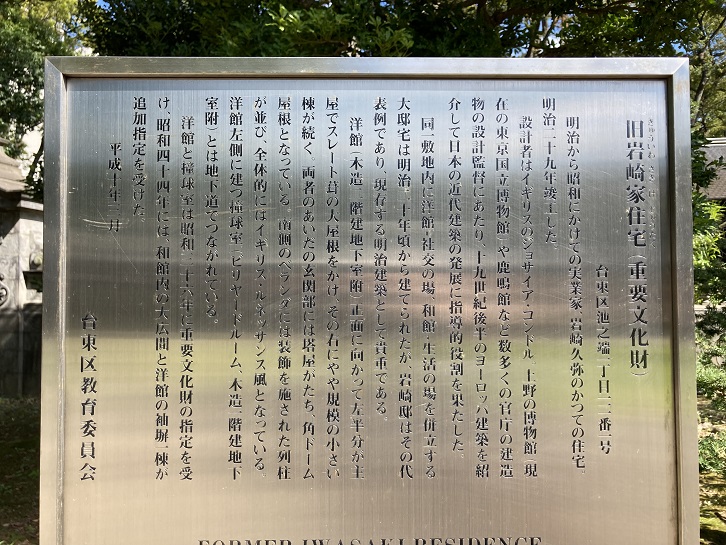 旧岩崎家住宅(重要文化財)
きゅういわさきけじゅうたく
台東区池之端一丁目三番
明治から昭和にかけての実業家、岩崎久弥のかつての住宅。
明治二十九年竣工した。
設計者はイギリスのジョサイア・コンドル。上野の博物館(現
在の東京国立博物館)や鹿鳴館など数多くの官庁の建造
物の設計監督にあたり、十九世紀後半のヨーロッパ建築を紹
介して日本の近代建築の発展に指導的役割を果たした。
同一敷地内に洋館・社交の場、和館・生活の場を併立する
大邸宅は明治二十年頃から建てられたが、岩崎邸はその代
表例であり、現存する明治建築として貴重である。
洋館(木造二階建地下室附)正面に向かって左半分が主
屋でスレート葺の大屋根をかけ、その右にやや規模の小さい
棟が続く。両者のあいだの玄関部には塔屋がたち、角ドーム
屋根となっている。南側のベランダには装飾を施された列柱
が並び、全体的にはイギリス・ルネッサンス風となっている。
洋館左側に建つ撞球室(ビリヤードルーム、木造一階建地下
室附)とは地下道でつながれている。
洋館と撞球室は昭和三十六年に重要文化財の指定を受
け、昭和四十四年には、和館内の大広間と洋館の袖塀一棟が
追加指定を受けた。
平成十年三月
台東区教育委員会
FORMER IWASAKI RESIDENCE